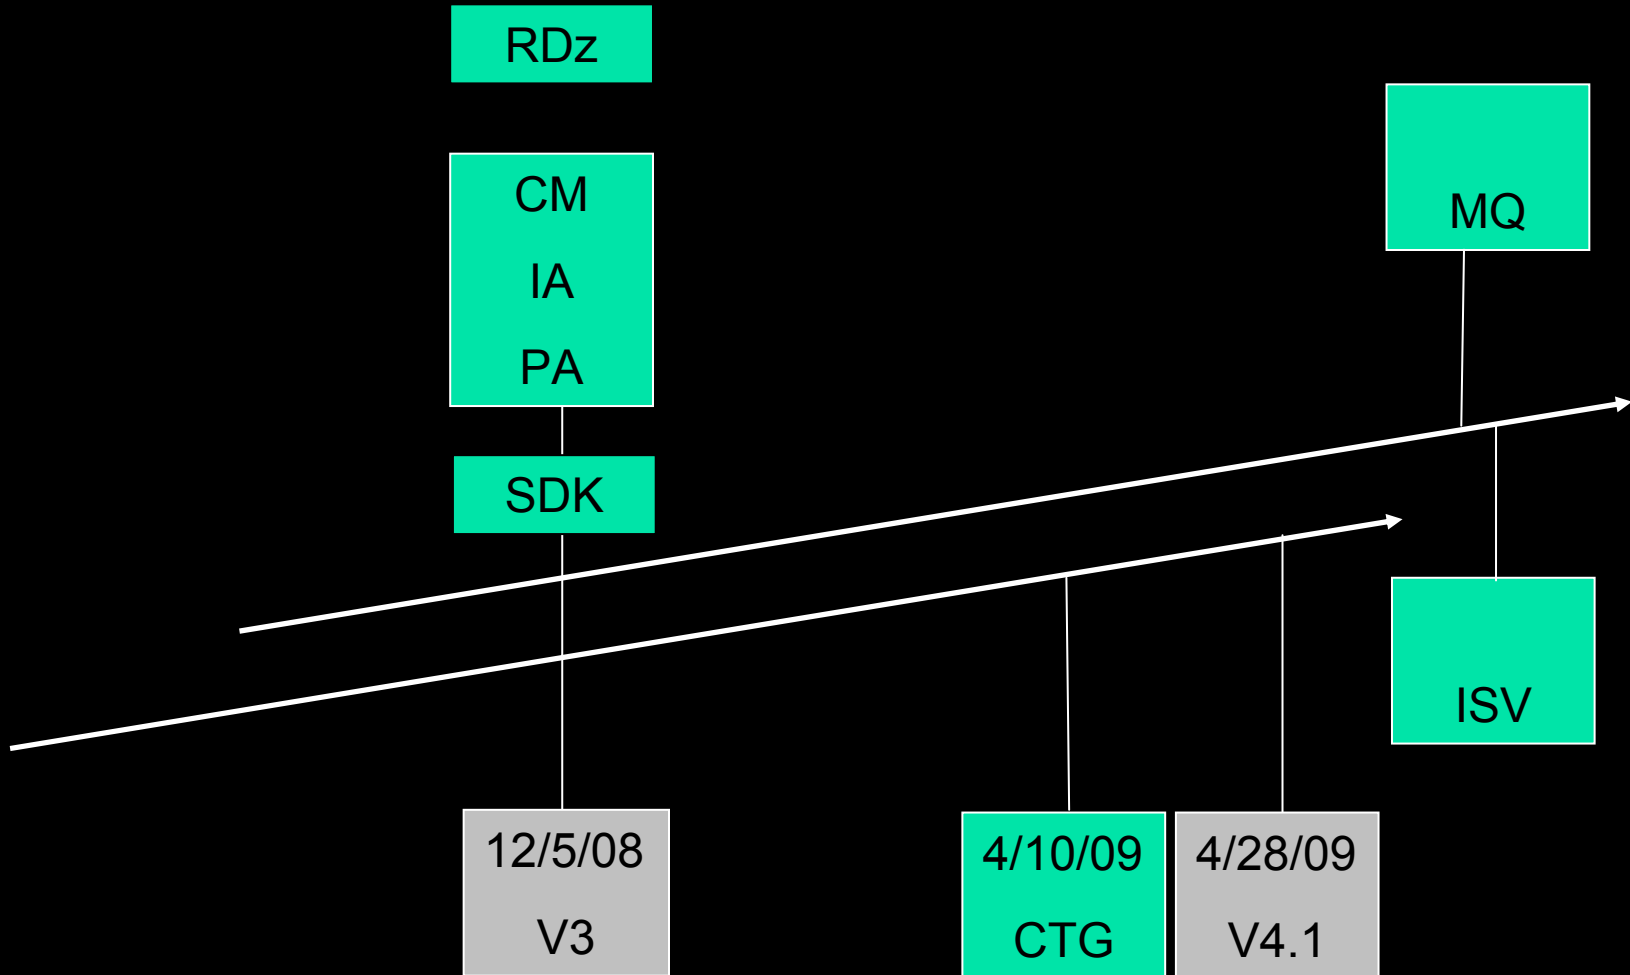 RDz
CM
IA
PA
SDK
MQ
ISV
12/5/08
V3
4/10/09
CTG
4/28/09
V4.1